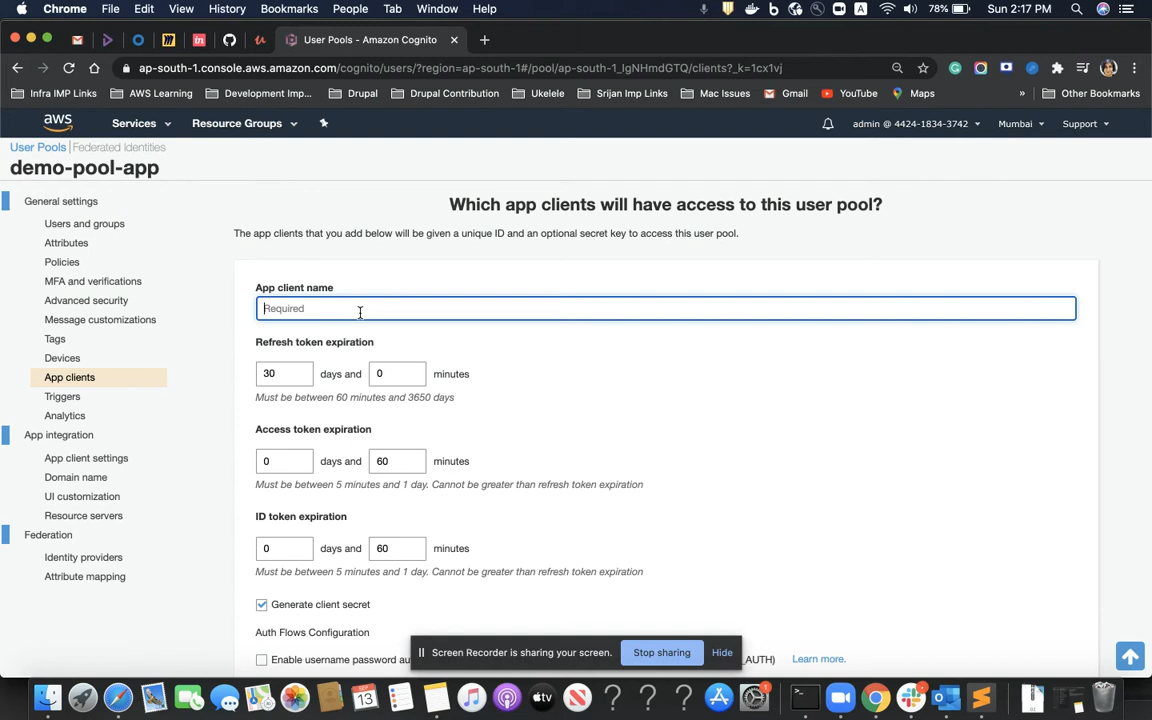 Chrome File Edit View History Bookmarks People Tab Window Help
A 78% Sun 2:17 PM
User Pools - Amazon Cognito
ap-south-1.console.aws.amazon.com/cognito/users/?region=ap-south-1#/pool/ap-south-1_lgNHmdGTQ/clients?_k=1cx1vj
Infra IMP Links AWS Learning Development Imp... Drupal Drupal Contribution Ukelele Srijan Imp Links Mac Issues Gmail YouTube Maps » Other Bookmarks
aws Services Resource Groups admin @ 4424-1834-3742 Mumbai Support
User Pools | Federated Identities
demo-pool-app
General settings
Users and groups
Attributes
Policies
MFA and verifications
Advanced security
Message customizations
Tags
Devices
App clients
Triggers
Analytics
App integration
App client settings
Domain name
UI customization
Resource servers
Federation
Identity providers
Attribute mapping
Which app clients will have access to this user pool?
The app clients that you add below will be given a unique ID and an optional secret key to access this user pool.
App client name
Required
Refresh token expiration
30 days and 0 minutes
Must be between 60 minutes and 3650 days
Access token expiration
0 days and 60 minutes
Must be between 5 minutes and 1 day. Cannot be greater than refresh token expiration
ID token expiration
0 days and 60 minutes
Must be between 5 minutes and 1 day. Cannot be greater than refresh token expiration
Generate client secret
Auth Flows Configuration
Enable username password au
_AUTH) Learn more.
Screen Recorder is sharing your screen. Stop sharing Hide